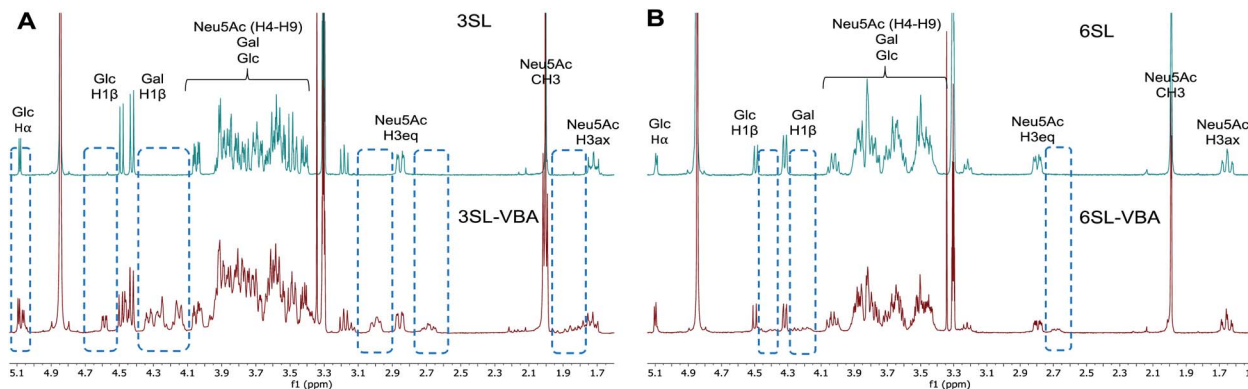 A
3SL
Neu5Ac (H4-H9)
Gal
Glc
Glc
Hα
Glc
H1β
Gal
H1β
Neu5Ac
H3eq
Neu5Ac
CH3
Neu5Ac
H3ax
3SL-VBA
5.1 4.9 4.7 4.5 4.3 4.1 3.9 3.7 3.5 3.3 3.1 2.9 2.7 2.5 2.3 2.1 1.9 1.7
f1 (ppm)
B
6SL
Neu5Ac (H4-H9)
Gal
Glc
Glc
Hα
Glc
H1β
Gal
H1β
Neu5Ac
H3eq
Neu5Ac
CH3
Neu5Ac
H3ax
6SL-VBA
5.1 4.9 4.7 4.5 4.3 4.1 3.9 3.7 3.5 3.3 3.1 2.9 2.7 2.5 2.3 2.1 1.9 1.7
f1 (ppm)